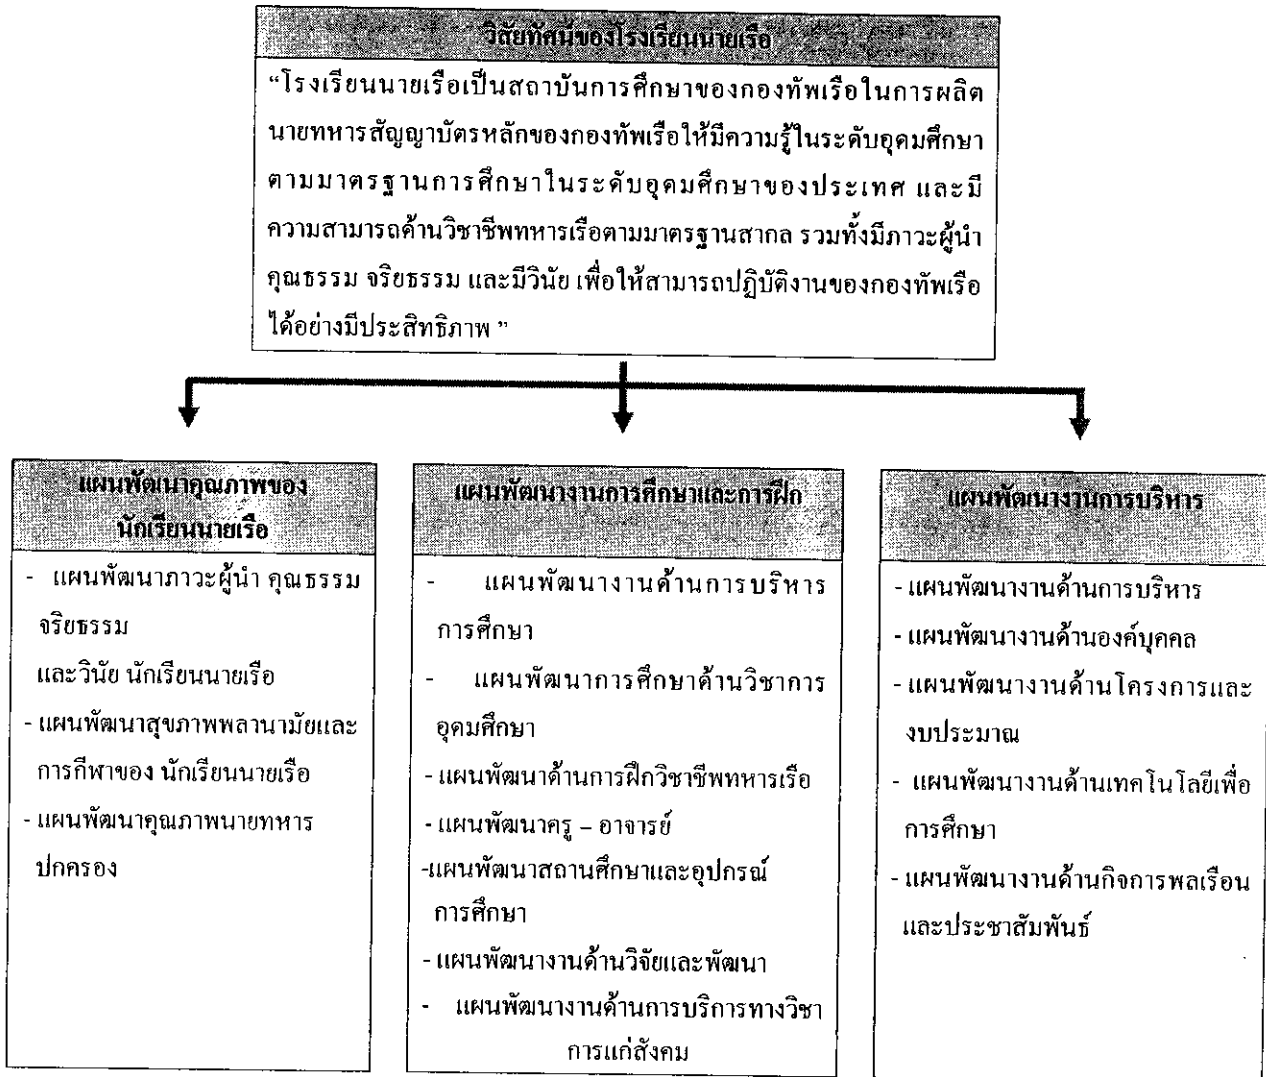 วิสัยทัศน์ของโรงเรียนนายเรือ
“โรงเรียนนายเรือเป็นสถาบันการศึกษาของกองทัพเรือในการผลิต
นายทหารสัญญาบัตรหลักของกองทัพเรือให้มีความรู้ในระดับอุดมศึกษา
ตามมาตรฐานการศึกษาในระดับอุดมศึกษาของประเทศ และมี
ความสามารถด้านวิชาชีพทหารเรือตามมาตรฐานสากล รวมทั้งมีภาวะผู้นำ
คุณธรรม จริยธรรม และมีวินัย เพื่อให้สามารถปฏิบัติงานของกองทัพเรือ
ได้อย่างมีประสิทธิภาพ ”
แผนพัฒนาคุณภาพของ
นักเรียนนายเรือ
- แผนพัฒนาภาวะผู้นำ คุณธรรม
จริยธรรม
และวินัย นักเรียนนายเรือ
- แผนพัฒนาสุขภาพพลานามัยและ
การกีฬาของ นักเรียนนายเรือ
- แผนพัฒนาคุณภาพนายทหาร
ปกครอง
แผนพัฒนางานการศึกษาและการฝึก
- แผนพัฒนางานด้านการบริหาร
การศึกษา
- แผนพัฒนาการศึกษาด้านวิชาการ
อุดมศึกษา
- แผนพัฒนาด้านการฝึกวิชาชีพทหารเรือ
- แผนพัฒนาครู – อาจารย์
-แผนพัฒนาสถานศึกษาและอุปกรณ์
การศึกษา
- แผนพัฒนางานด้านวิจัยและพัฒนา
- แผนพัฒนางานด้านการบริการทางวิชา
การแก่สังคม
แผนพัฒนางานการบริหาร
- แผนพัฒนางานด้านการบริหาร
- แผนพัฒนางานด้านองค์บุคคล
- แผนพัฒนางานด้านโครงการและ
งบประมาณ
- แผนพัฒนางานด้านเทคโนโลยีเพื่อ
การศึกษา
- แผนพัฒนางานด้านกิจการพลเรือน
และประชาสัมพันธ์